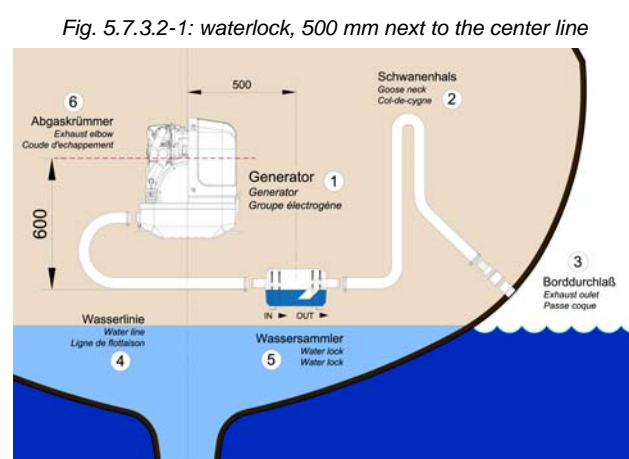 Fig. 5.7.3.2-1: waterlock, 500 mm next to the center line
500
6
Abgaskrümmer
Exhaust elbow
Coude d'echappement
Schwanenhals
Goose neck
Col-de-cygne
2
Generator
Generator
Groupe électrogène
1
600
3
Borddurchlaß
Exhaust oulet
Passe coque
IN
OUT
Wasserlinie
Water line
Ligne de flottaison
4
Wassersammler
Water lock
Water lock
5